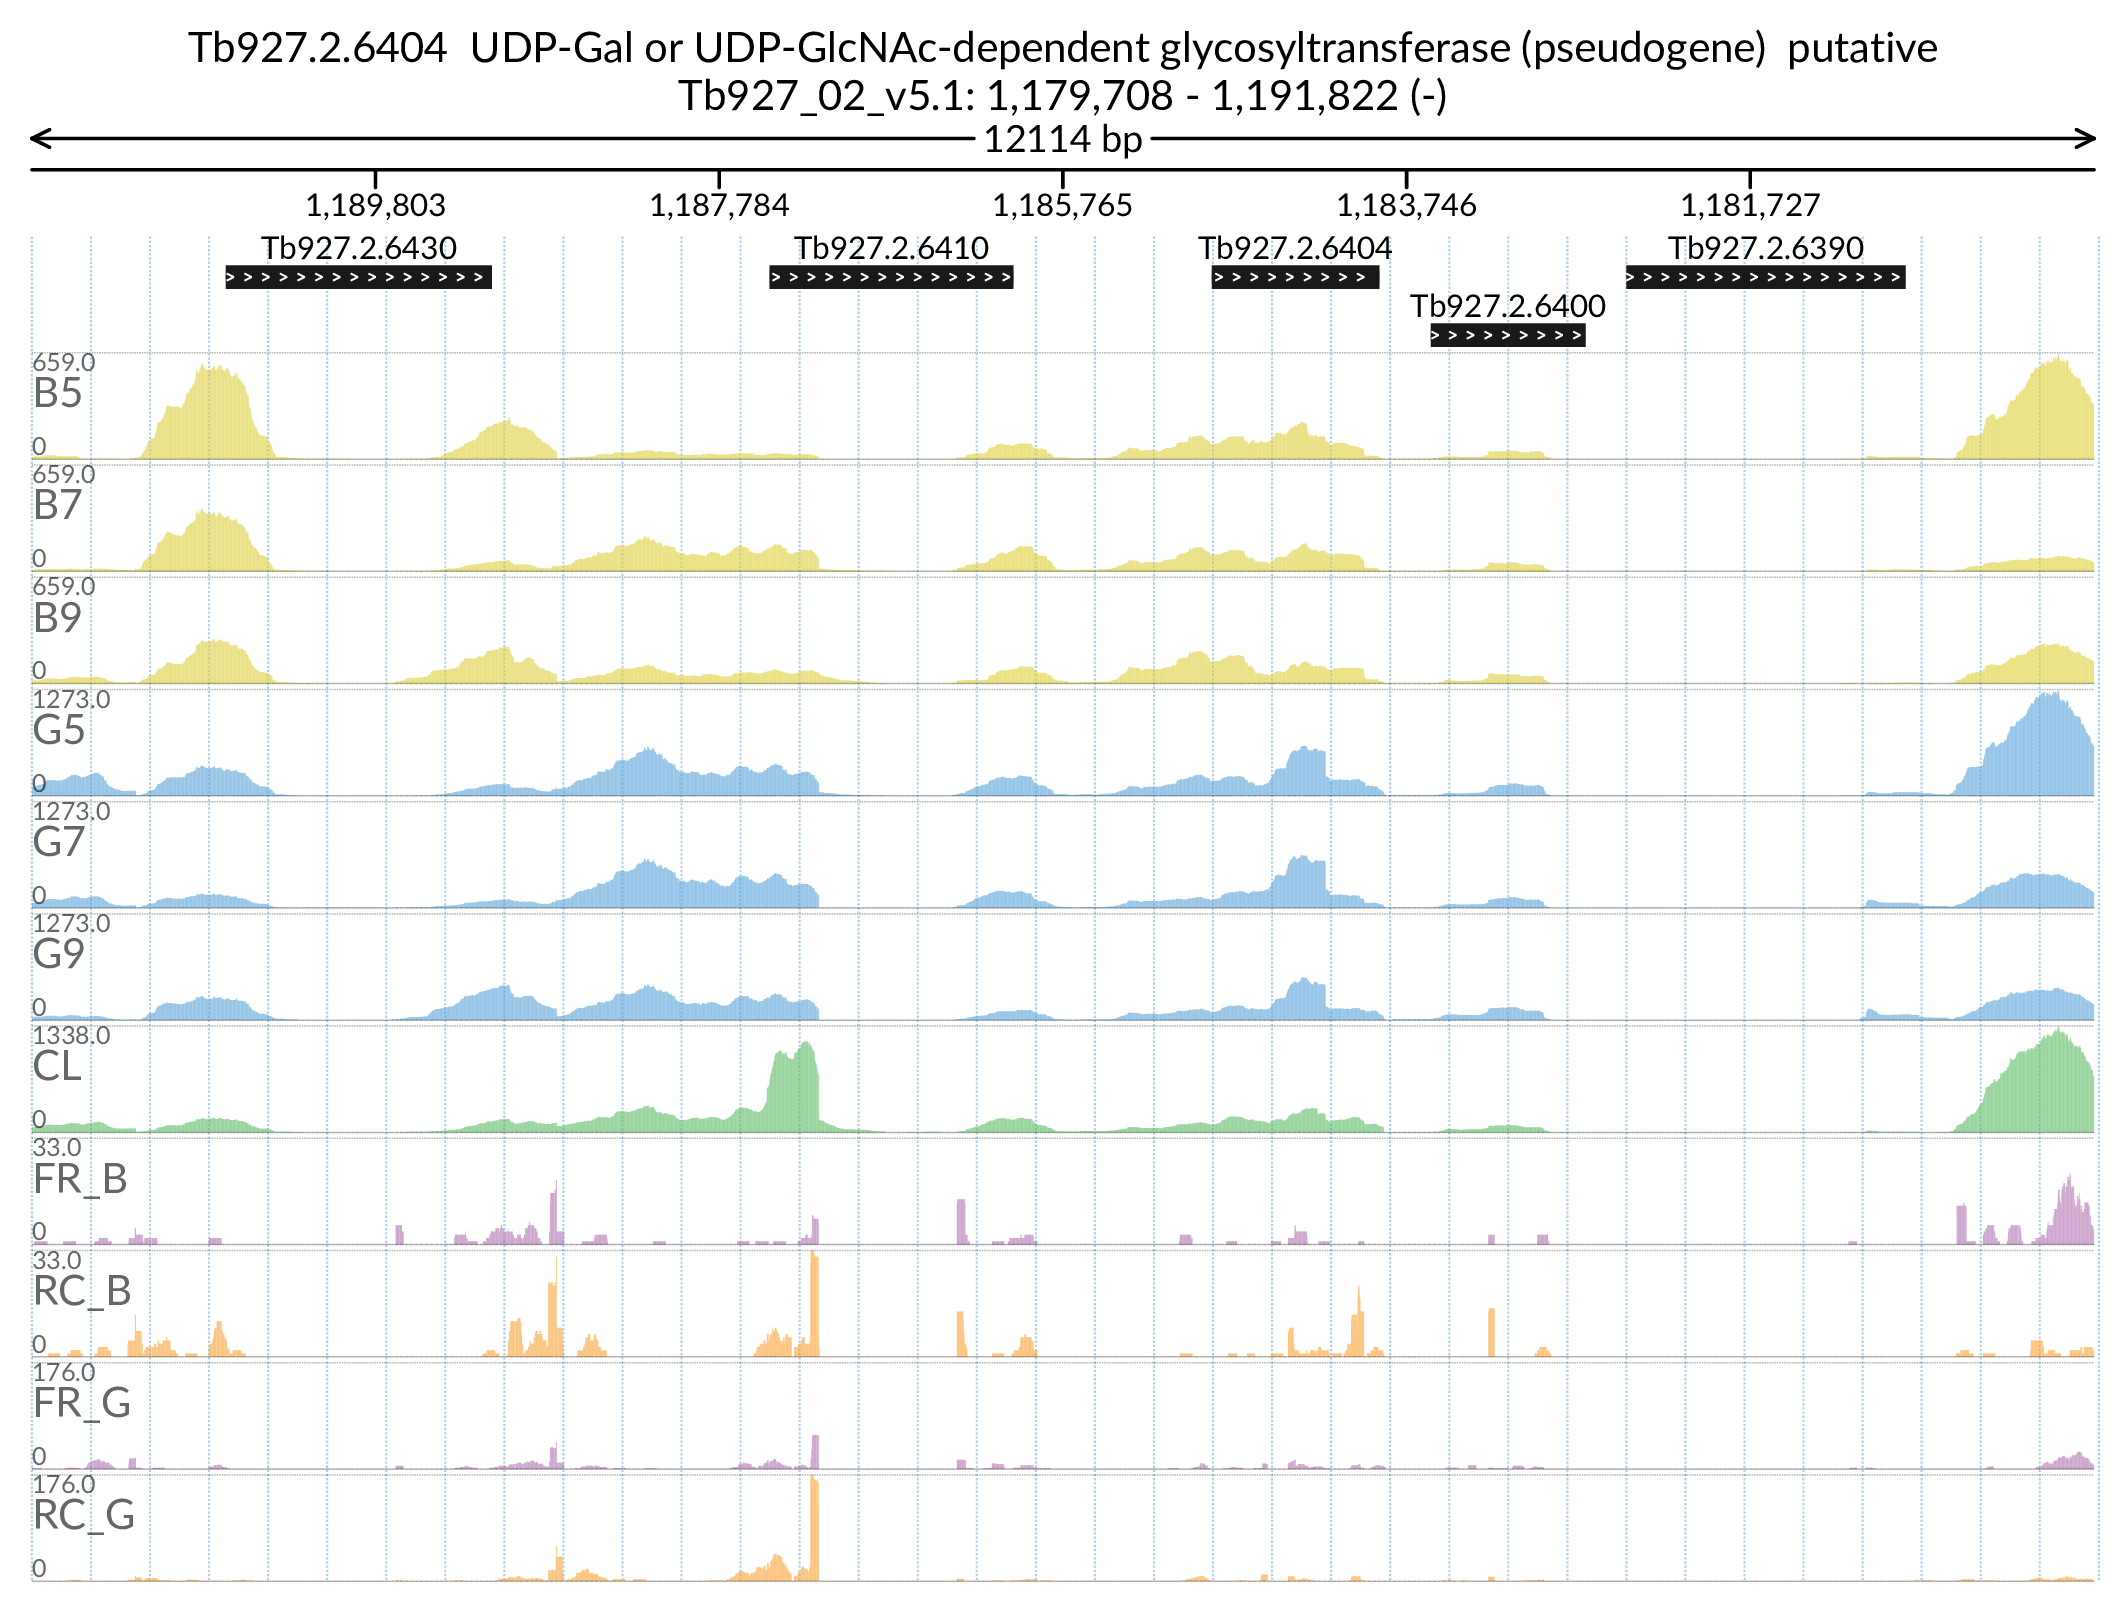 Tb927.2.6404 UDP-Gal or UDP-GlcNAc-dependent glycosyltransferase (pseudogene) putative
Tb927_02_v5.1: 1,179,708 - 1,191,822 (-)
12114 bp
1,189,803 1,187,784 1,185,765 1,183,746 1,181,727
Tb927.2.6430 Tb927.2.6410 Tb927.2.6404 Tb927.2.6390
Tb927.2.6400
659.0
B5
0
659.0
B7
0
659.0
B9
0
1273.0
G5
0
1273.0
G7
0
1273.0
G9
0
1338.0
CL
0
33.0
FR_B
0
33.0
RC_B
0
176.0
FR_G
0
176.0
RC_G
0